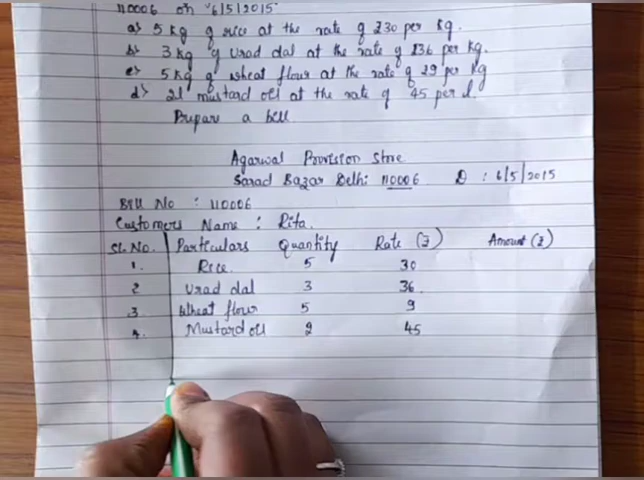 110006 on 6/5/2015
a) 5 kg of rice at the rate of ₹30 per kg.
b) 3 kg of Urad dal at the rate of ₹36 per kg.
c) 5 kg of wheat flour at the rate of ₹9 per kg
d) 2l mustard oil at the rate of 45 per l.
Prepare a bill
Agarwal Provision Store
Sarad Bazar Delhi 110006 D : 6/5/2015
Bill No : 110006
Customers Name : Rita.
Sl. No. Particulars Quantity Rate (₹) Amount (₹)
1. Rice 5 30
2 Urad dal 3 36.
3. Wheat flour 5 9
4. Mustard oil 2 45